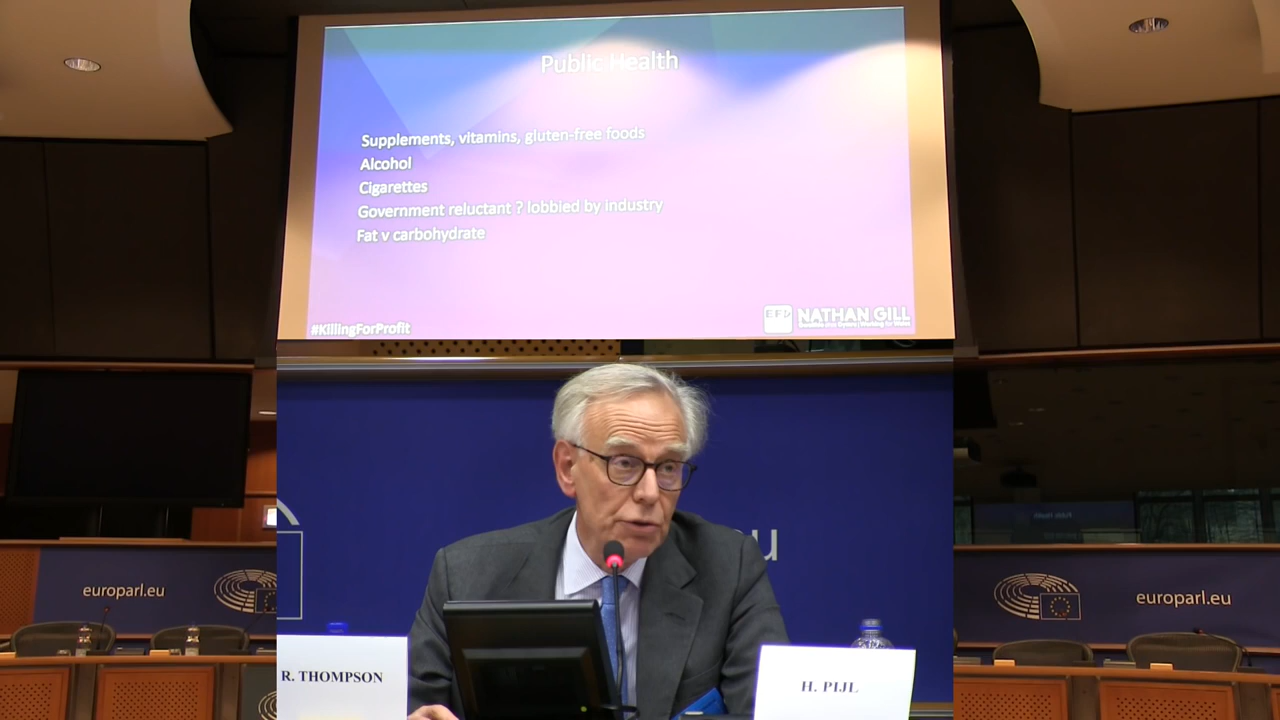 Public Health
Supplements, vitamins, gluten-free foods
Alcohol
Cigarettes
Government reluctant ? lobbied by industry
Fat v carbohydrate
#KillingForProfit
NATHAN GILL
europarl.eu
u
europarl.eu
R. THOMPSON
H. PIJL